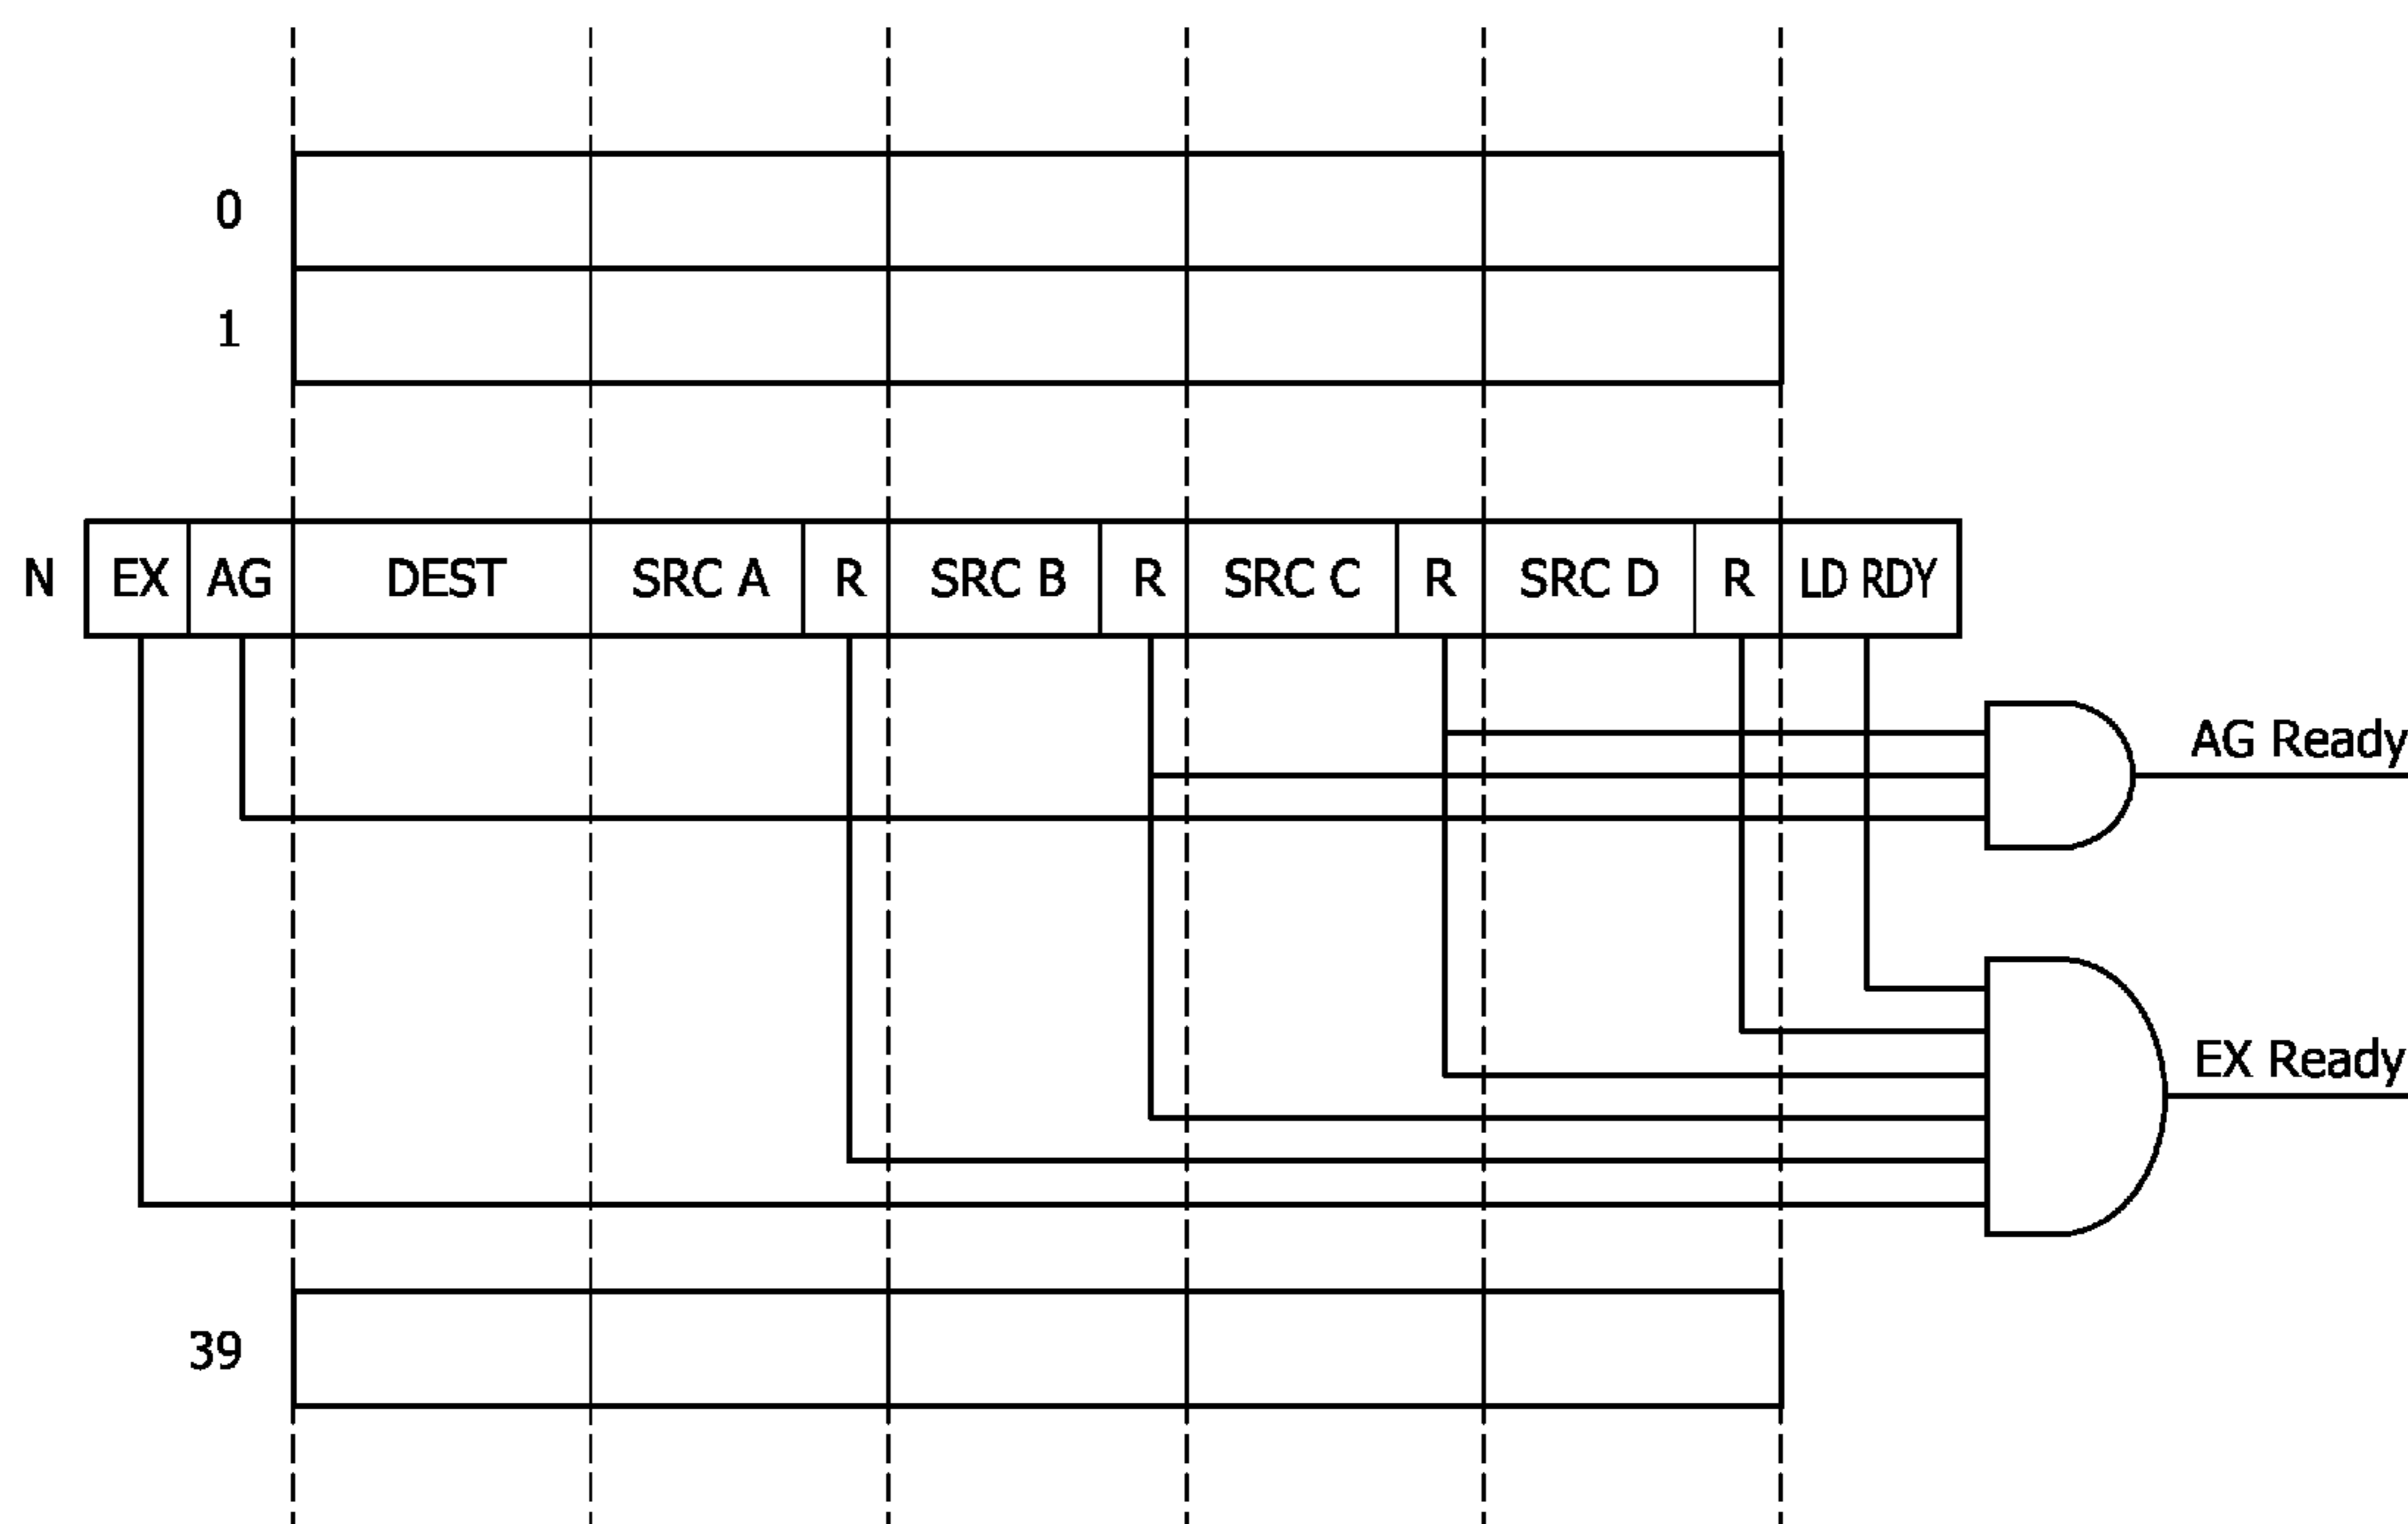 0
1
N EX AG DEST SRC A R SRC B R SRC C R SRC D R LD RDY
AG Ready
EX Ready
39